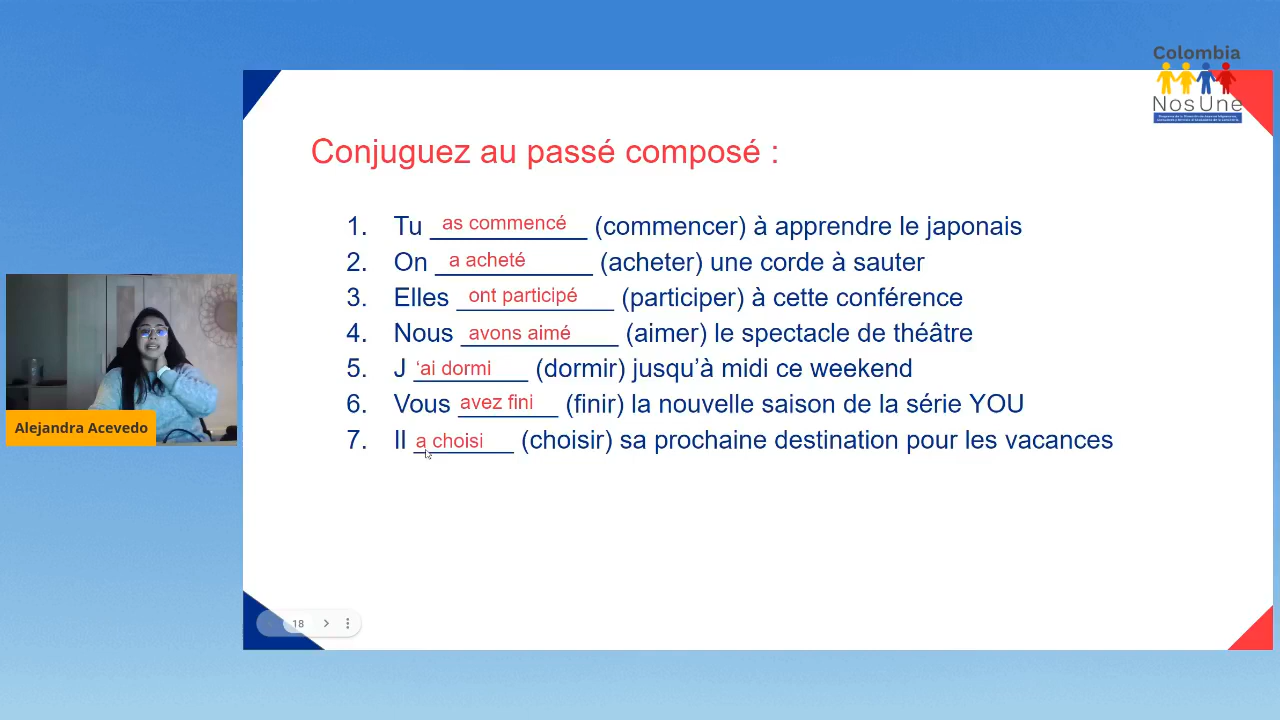 Colombia
NosUne
Conjuguez au passé composé :
1. Tu as commencé (commencer) à apprendre le japonais
2. On a acheté (acheter) une corde à sauter
3. Elles ont participé (participer) à cette conférence
4. Nous avons aimé (aimer) le spectacle de théâtre
5. J ‘ai dormi (dormir) jusqu’à midi ce weekend
6. Vous avez fini (finir) la nouvelle saison de la série YOU
7. Il a choisi (choisir) sa prochaine destination pour les vacances
Alejandra Acevedo
18